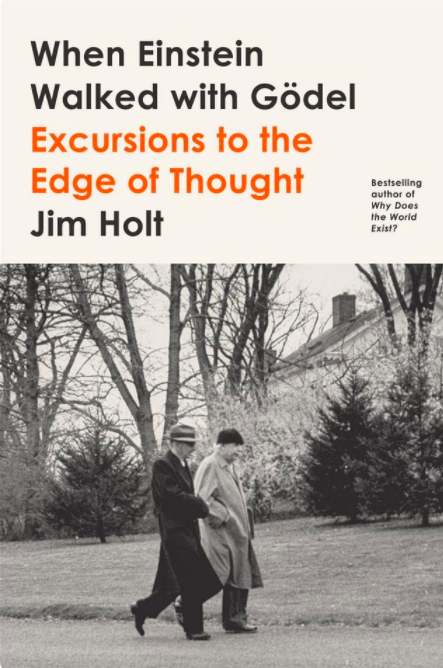 When Einstein
Walked with Gödel
Excursions to the
Edge of Thought
Jim Holt
Bestselling
author of
Why Does
the World
Exist?